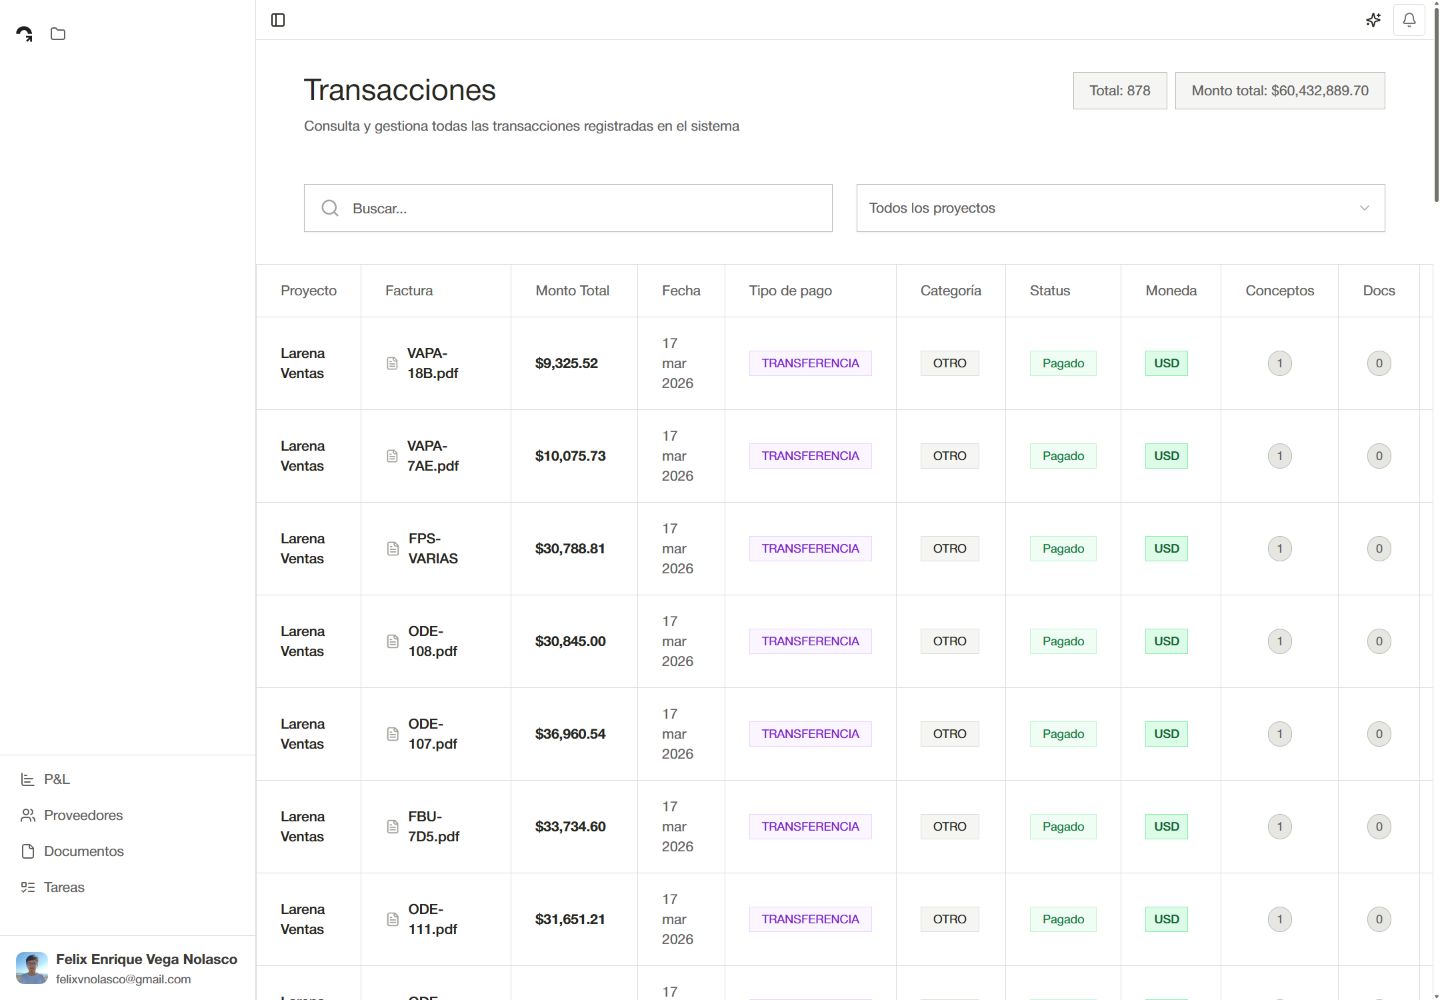 Transacciones
Total: 878
Monto total: $60,432,889.70
Consulta y gestiona todas las transacciones registradas en el sistema
Buscar...
Todos los proyectos
Proyecto Factura Monto Total Fecha Tipo de pago Categoría Status Moneda Conceptos Docs
Larena Ventas VAPA-18B.pdf $9,325.52 17 mar 2026 TRANSFERENCIA OTRO Pagado USD 1 0
Larena Ventas VAPA-7AE.pdf $10,075.73 17 mar 2026 TRANSFERENCIA OTRO Pagado USD 1 0
Larena Ventas FPS-VARIAS $30,788.81 17 mar 2026 TRANSFERENCIA OTRO Pagado USD 1 0
Larena Ventas ODE-108.pdf $30,845.00 17 mar 2026 TRANSFERENCIA OTRO Pagado USD 1 0
Larena Ventas ODE-107.pdf $36,960.54 17 mar 2026 TRANSFERENCIA OTRO Pagado USD 1 0
Larena Ventas FBU-7D5.pdf $33,734.60 17 mar 2026 TRANSFERENCIA OTRO Pagado USD 1 0
Larena Ventas ODE-111.pdf $31,651.21 17 mar 2026 TRANSFERENCIA OTRO Pagado USD 1 0
17
P&L
Proveedores
Documentos
Tareas
Felix Enrique Vega Nolasco
felixvnolasco@gmail.com